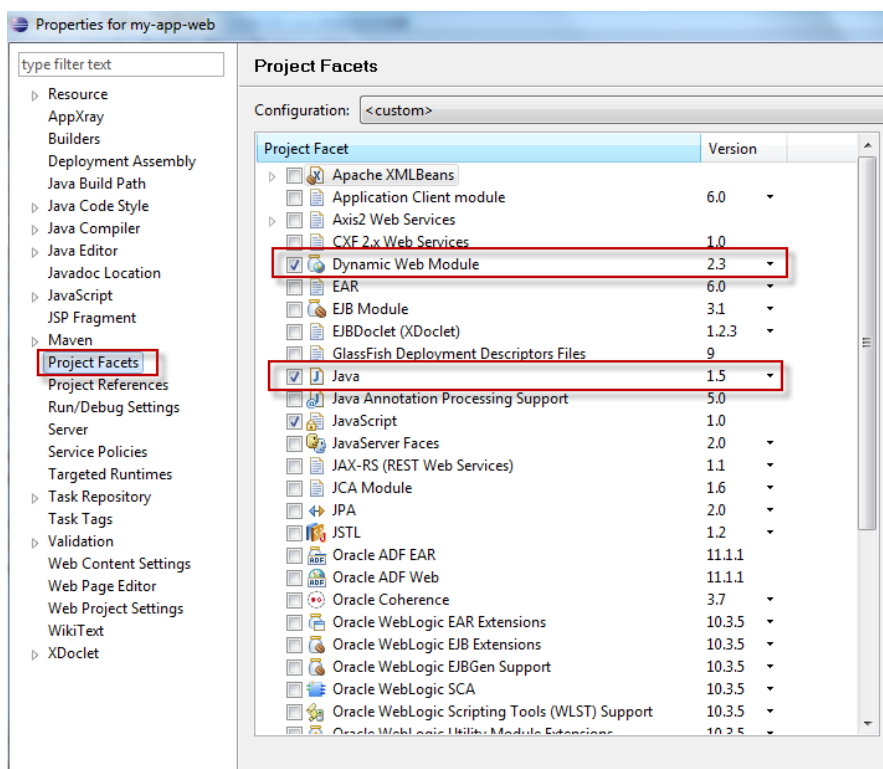 Properties for my-app-web
type filter text
Resource
AppXray
Builders
Deployment Assembly
Java Build Path
Java Code Style
Java Compiler
Java Editor
Javadoc Location
JavaScript
JSP Fragment
Maven
Project Facets
Project References
Run/Debug Settings
Server
Service Policies
Targeted Runtimes
Task Repository
Task Tags
Validation
Web Content Settings
Web Page Editor
Web Project Settings
WikiText
XDoclet
Project Facets
Configuration: <custom>
Project Facet Version
Apache XMLBeans
Application Client module 6.0
Axis2 Web Services
CXF 2.x Web Services 1.0
Dynamic Web Module 2.3
EAR 6.0
EJB Module 3.1
EJBDoclet (XDoclet) 1.2.3
GlassFish Deployment Descriptors Files 9
Java 1.5
Java Annotation Processing Support 5.0
JavaScript 1.0
JavaServer Faces 2.0
JAX-RS (REST Web Services) 1.1
JCA Module 1.6
JPA 2.0
JSTL 1.2
Oracle ADF EAR 11.1.1
Oracle ADF Web 11.1.1
Oracle Coherence 3.7
Oracle WebLogic EAR Extensions 10.3.5
Oracle WebLogic EJB Extensions 10.3.5
Oracle WebLogic EJBGen Support 10.3.5
Oracle WebLogic SCA 10.3.5
Oracle WebLogic Scripting Tools (WLST) Support 10.3.5
Oracle WebLogic Utility Module Extensions 10.3.5